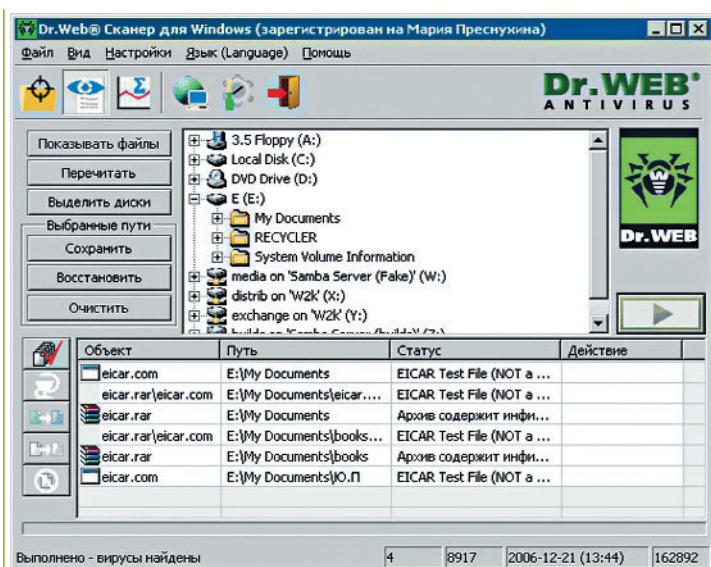 Dr.Web® Сканер для Windows (зарегистрирован на Мария Преснухина)
Файл Вид Настройки Язык (Language) Помощь
Dr.WEB®
ANTIVIRUS
Показывать файлы
Перечитать
Выделить диски
Выбранные пути
Сохранить
Восстановить
Очистить
3.5 Floppy (A:)
Local Disk (C:)
DVD Drive (D:)
E (E:)
My Documents
RECYCLER
System Volume Information
media on 'Samba Server (Fake)' (W:)
distrib on 'W2k' (X:)
exchange on 'W2k' (Y:)
Dr.WEB
Объект Путь Статус Действие
eicar.com E:\My Documents EICAR Test File (NOT a ...
eicar.rar\eicar.com E:\My Documents\eicar.... EICAR Test File (NOT a ...
eicar.rar E:\My Documents Архив содержит инфи...
eicar.rar\eicar.com E:\My Documents\books... EICAR Test File (NOT a ...
eicar.rar E:\My Documents\books Архив содержит инфи...
eicar.com E:\My Documents\Ю.П EICAR Test File (NOT a ...
Выполнено - вирусы найдены 4 8917 2006-12-21 (13:44) 162892